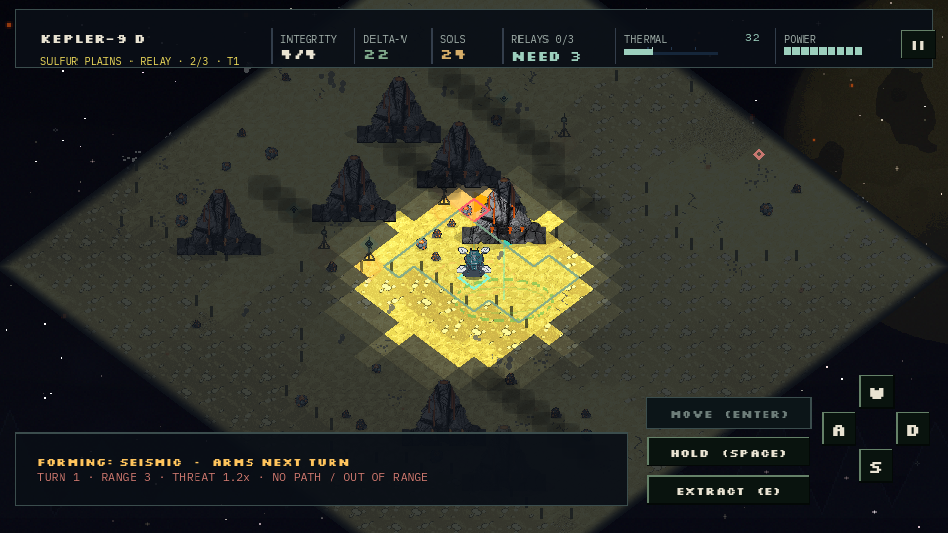 KEPLER-9 D
SULFUR PLAINS · RELAY · 2/3 · T1
INTEGRITY
4/4
DELTA-V
22
SOLS
24
RELAYS 0/3
NEED 3
THERMAL
32
POWER
FORMING: SEISMIC - ARMS NEXT TURN
TURN 1 · RANGE 3 · THREAT 1.2x · NO PATH / OUT OF RANGE
MOVE (ENTER)
HOLD (SPACE)
EXTRACT (E)
W
A
D
S